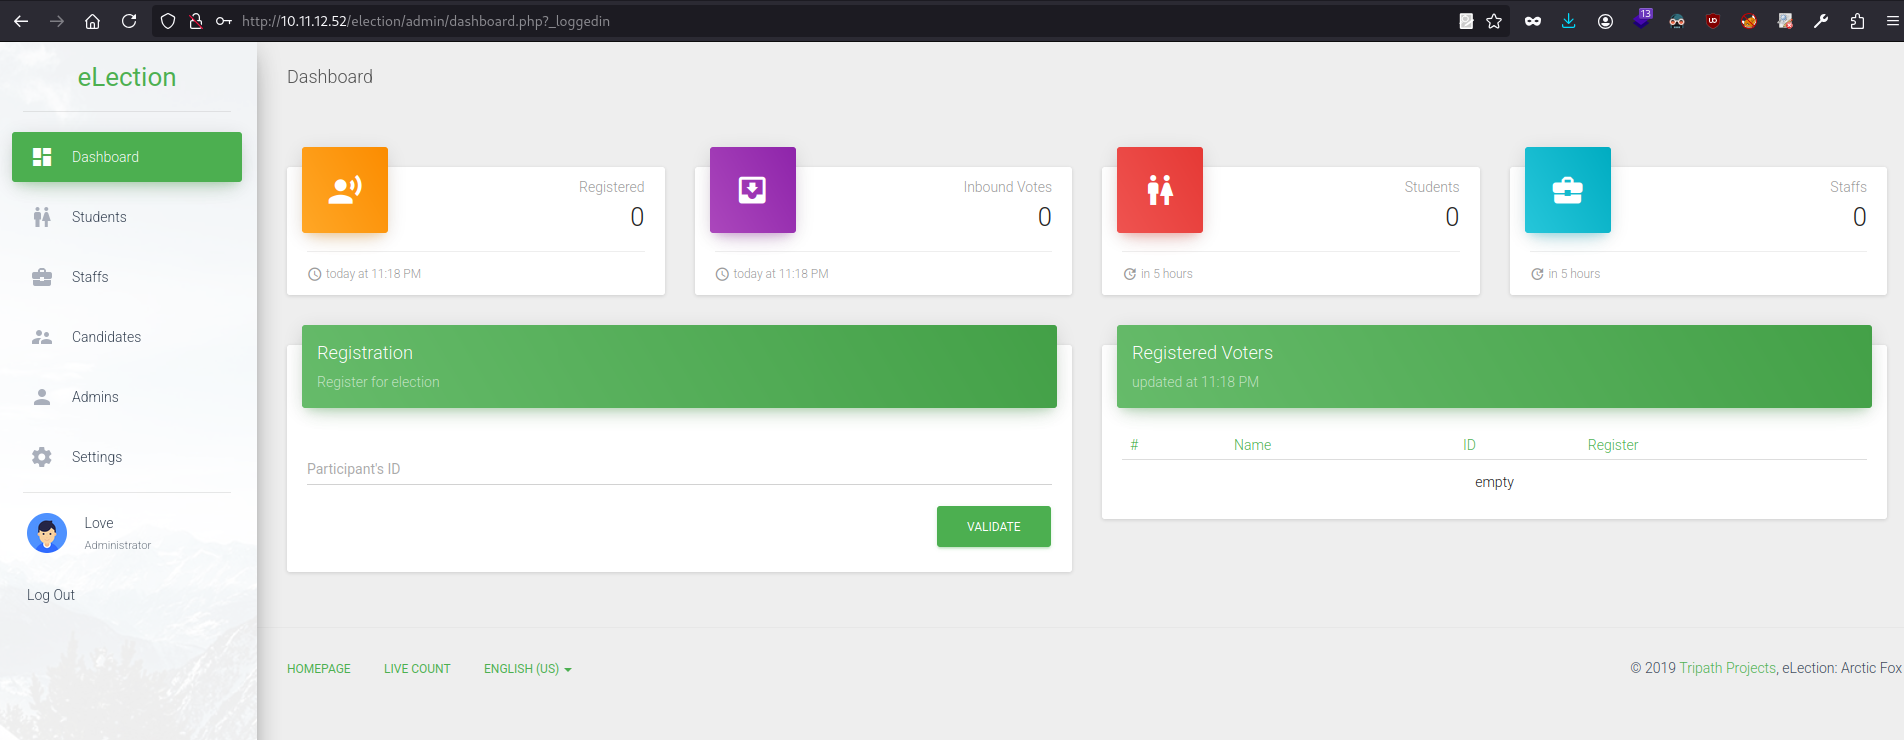 http://10.11.12.52/election/admin/dashboard.php?_loggedin
13
eLection
Dashboard
Students
Staffs
Candidates
Admins
Settings
Love
Administrator
Log Out
Dashboard
Registered
0
today at 11:18 PM
Inbound Votes
0
today at 11:18 PM
Students
0
in 5 hours
Staffs
0
in 5 hours
Registration
Register for election
Participant's ID
VALIDATE
Registered Voters
updated at 11:18 PM
# Name ID Register
empty
HOMEPAGE LIVE COUNT ENGLISH (US)
© 2019 Tripath Projects, eLection: Arctic Fox